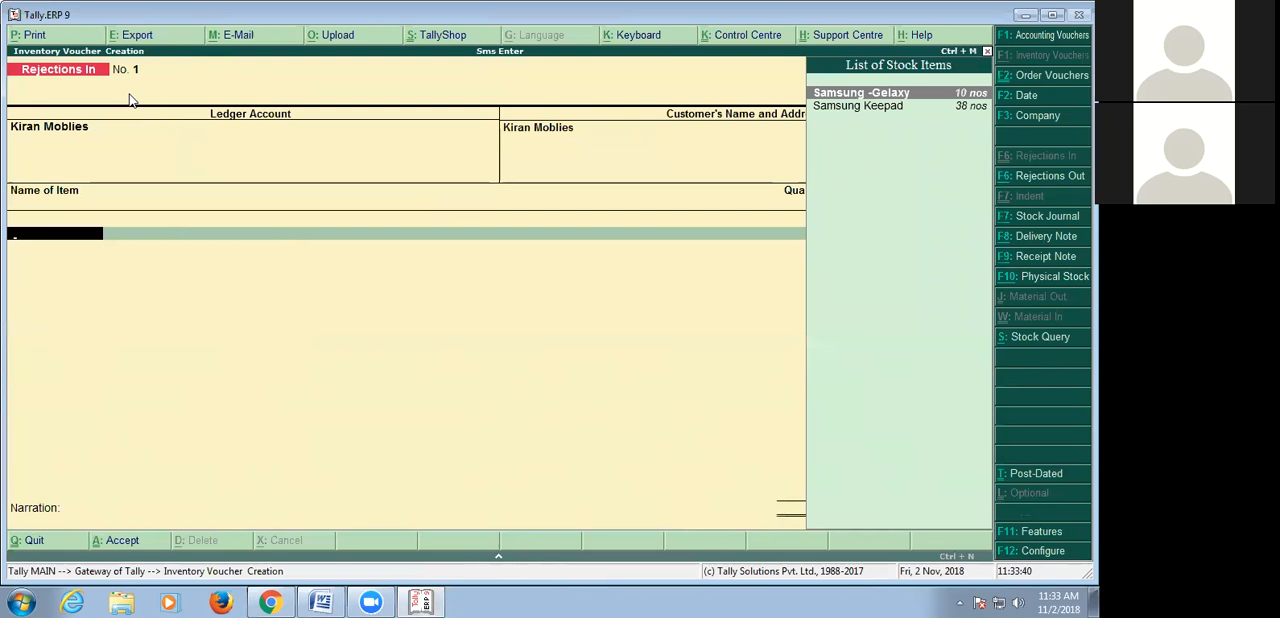 Tally.ERP 9
P: Print E: Export M: E-Mail O: Upload S: TallyShop G: Language K: Keyboard K: Control Centre H: Support Centre H: Help
Inventory Voucher Creation Sms Enter Ctrl + M
Rejections In No. 1
Ledger Account Customer's Name and Addr
Kiran Moblies Kiran Moblies
Name of Item Qua
Narration:
List of Stock Items
Samsung -Gelaxy 10 nos
Samsung Keepad 38 nos
F1: Accounting Vouchers
F1: Inventory Vouchers
F2: Order Vouchers
F2: Date
F3: Company
F6: Rejections In
F6: Rejections Out
F7: Indent
F7: Stock Journal
F8: Delivery Note
F9: Receipt Note
F10: Physical Stock
J: Material Out
W: Material In
S: Stock Query
T: Post-Dated
L: Optional
F11: Features
F12: Configure
Q: Quit A: Accept D: Delete X: Cancel
Ctrl + N
Tally MAIN --> Gateway of Tally --> Inventory Voucher Creation (c) Tally Solutions Pvt. Ltd., 1988-2017 Fri, 2 Nov, 2018 11:33:40
11:33 AM
11/2/2018